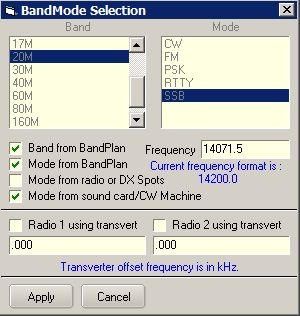 BandMode Selection
Band
Mode
17M
20M
30M
40M
60M
80M
160M
CW
FM
PSK
RTTY
SSB
Band from BandPlan
Mode from BandPlan
Mode from radio or DX Spots
Mode from sound card/CW Machine
Frequency 14071.5
Current frequency format is :
14200.0
Radio 1 using transvert
Radio 2 using transvert
.000
.000
Transverter offset frequency is in kHz.
Apply
Cancel